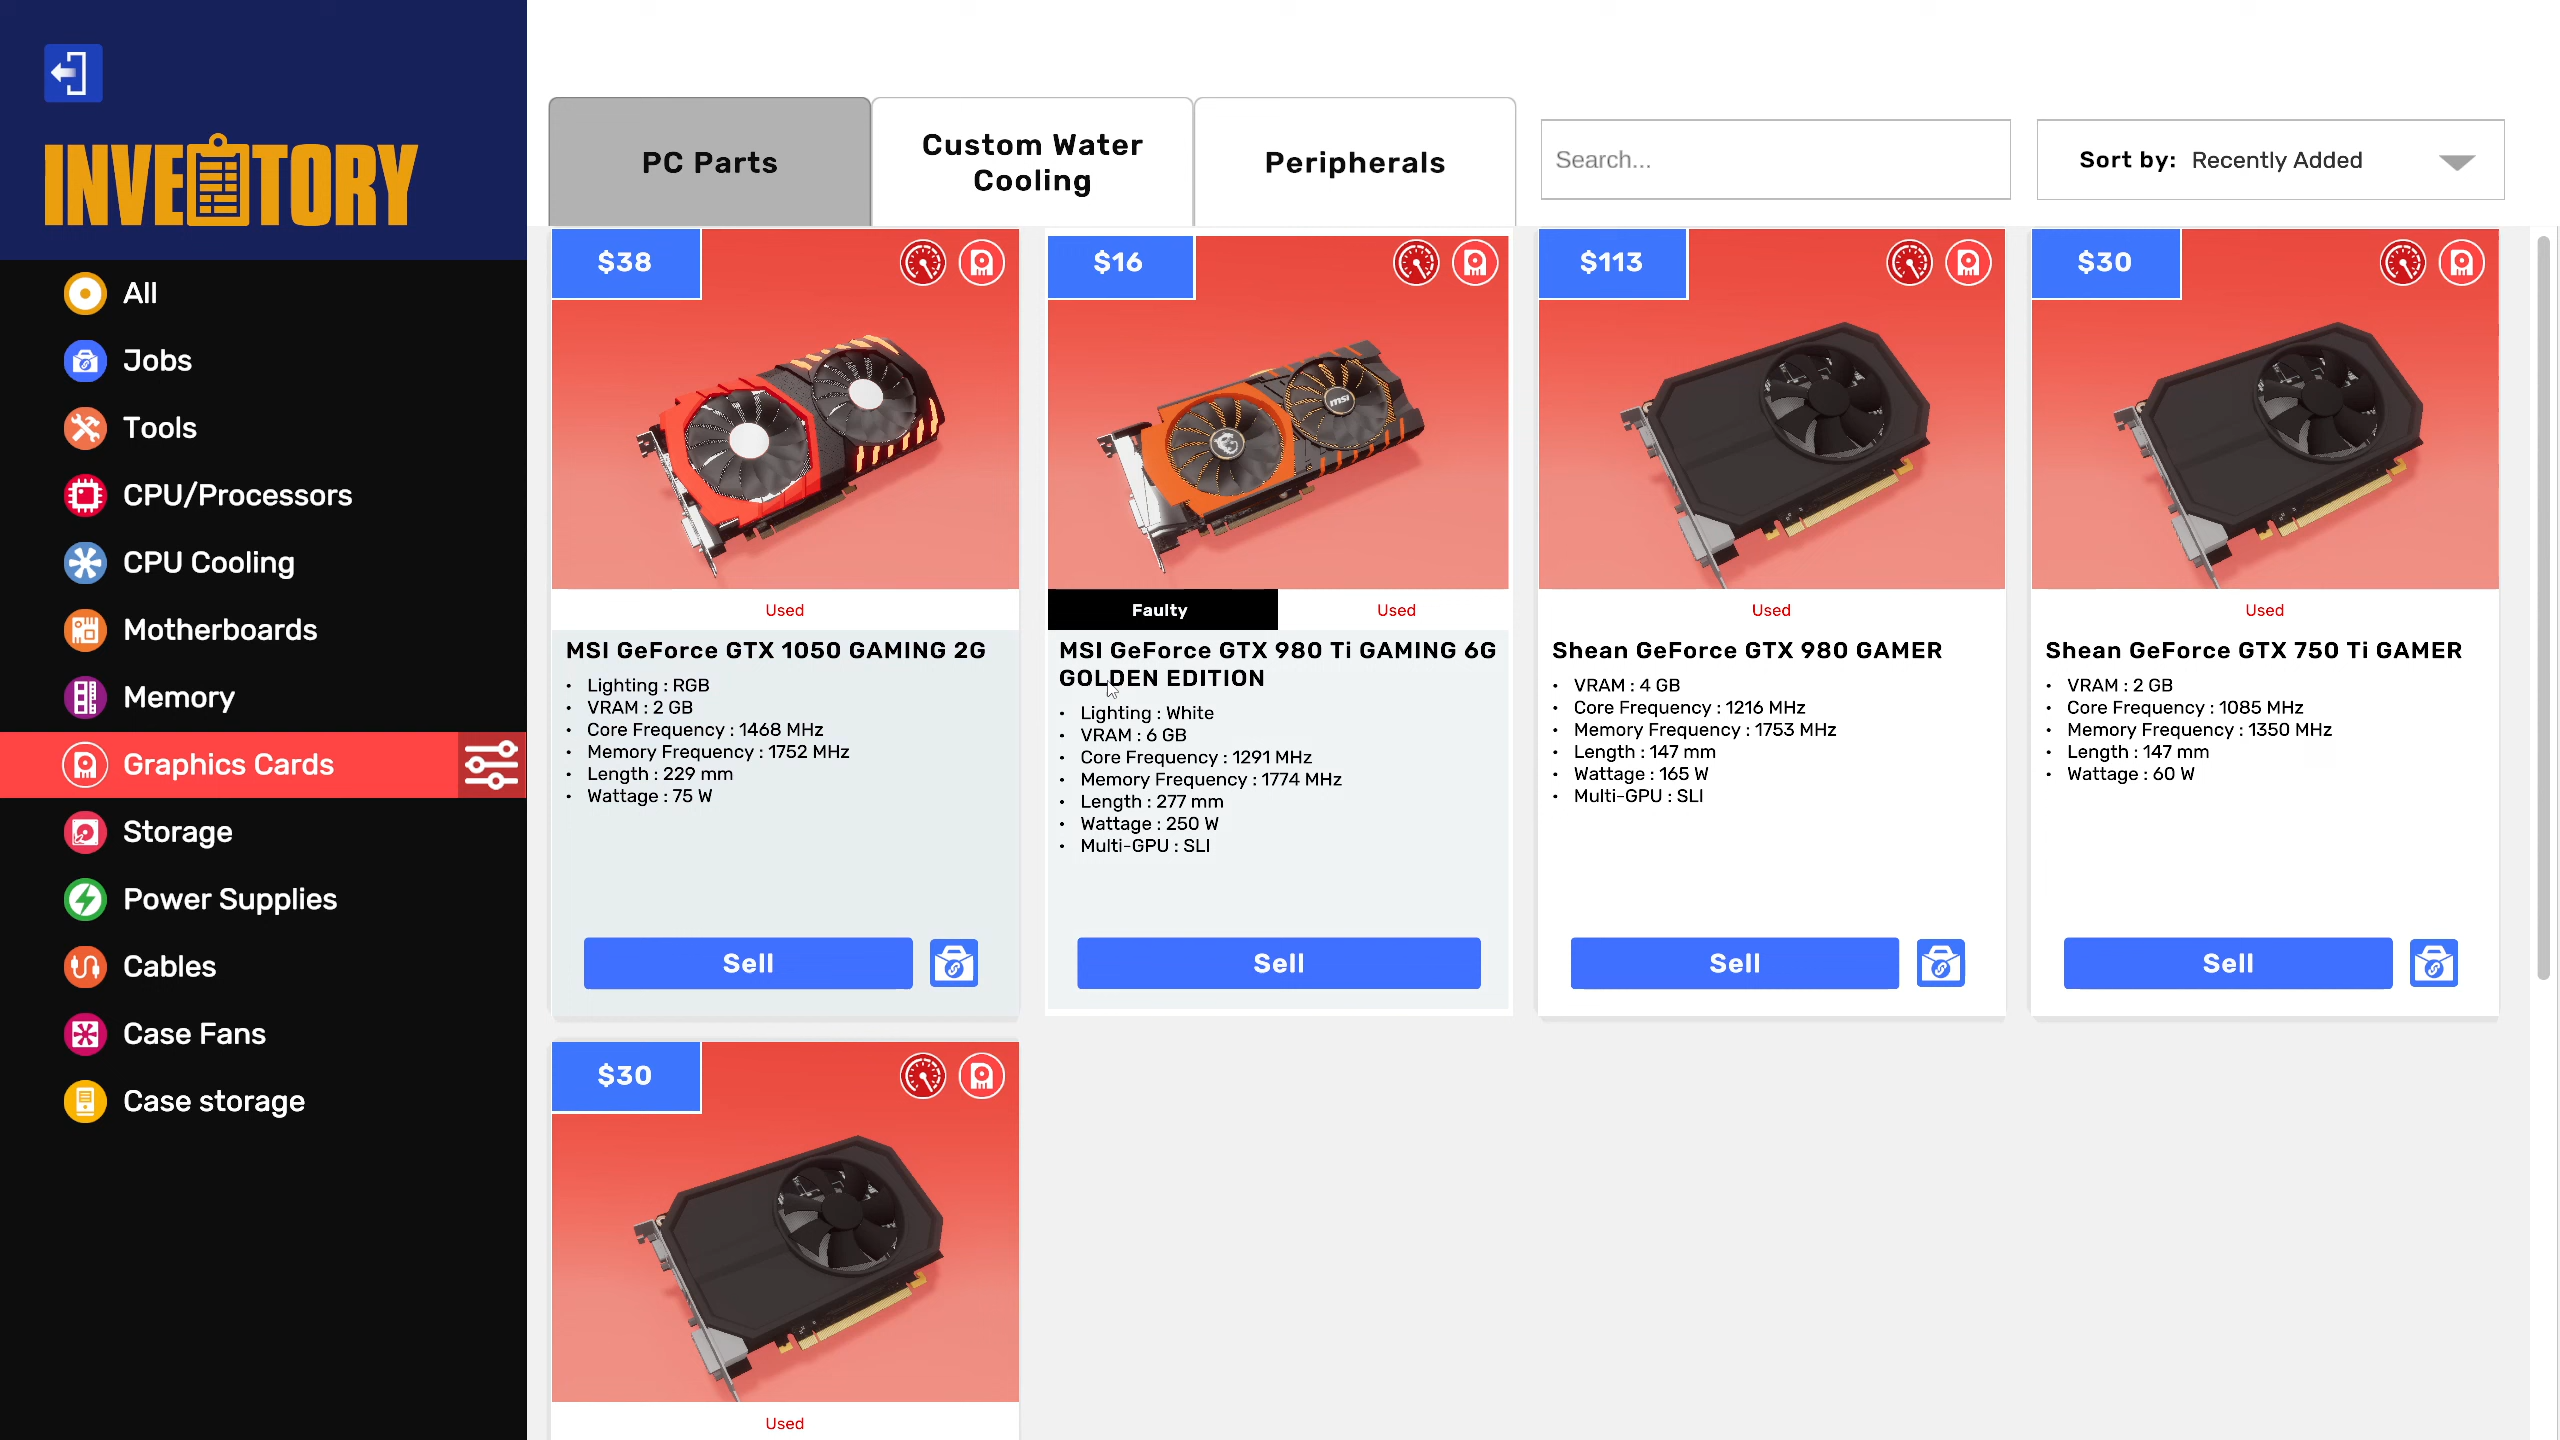 INVENTORY
All
Jobs
Tools
CPU/Processors
CPU Cooling
Motherboards
Memory
Graphics Cards
Storage
Power Supplies
Cables
Case Fans
Case storage
PC Parts
Custom Water
Cooling
Peripherals
Search...
Sort by: Recently Added
$38
Used
MSI GeForce GTX 1050 GAMING 2G
• Lighting : RGB
• VRAM : 2 GB
• Core Frequency : 1468 MHz
• Memory Frequency : 1752 MHz
• Length : 229 mm
• Wattage : 75 W
Sell
$16
msi
Faulty
Used
MSI GeForce GTX 980 Ti GAMING 6G
GOLDEN EDITION
• Lighting : White
• VRAM : 6 GB
• Core Frequency : 1291 MHz
• Memory Frequency : 1774 MHz
• Length : 277 mm
• Wattage : 250 W
• Multi-GPU : SLI
Sell
$113
Used
Shean GeForce GTX 980 GAMER
• VRAM : 4 GB
• Core Frequency : 1216 MHz
• Memory Frequency : 1753 MHz
• Length : 147 mm
• Wattage : 165 W
• Multi-GPU : SLI
Sell
$30
Used
Shean GeForce GTX 750 Ti GAMER
• VRAM : 2 GB
• Core Frequency : 1085 MHz
• Memory Frequency : 1350 MHz
• Length : 147 mm
• Wattage : 60 W
Sell
$30
Used